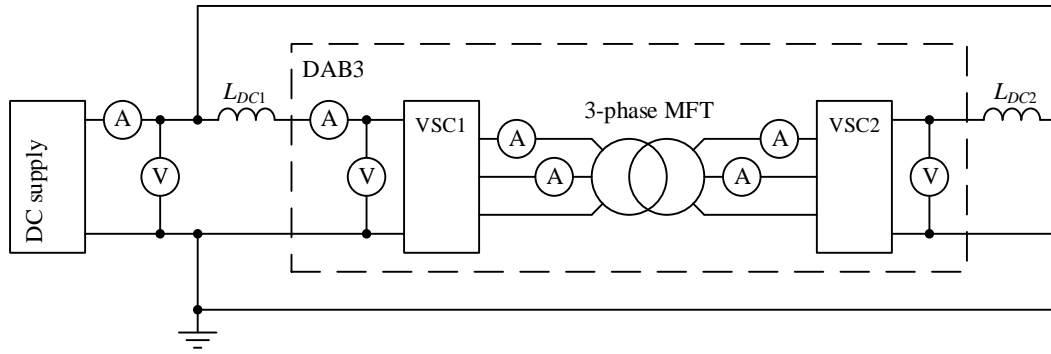 DAB3
L_DC1
L_DC2
3-phase MFT
A
A
VSC1
VSC2
A
A
A
A
V
V
V
DC supply